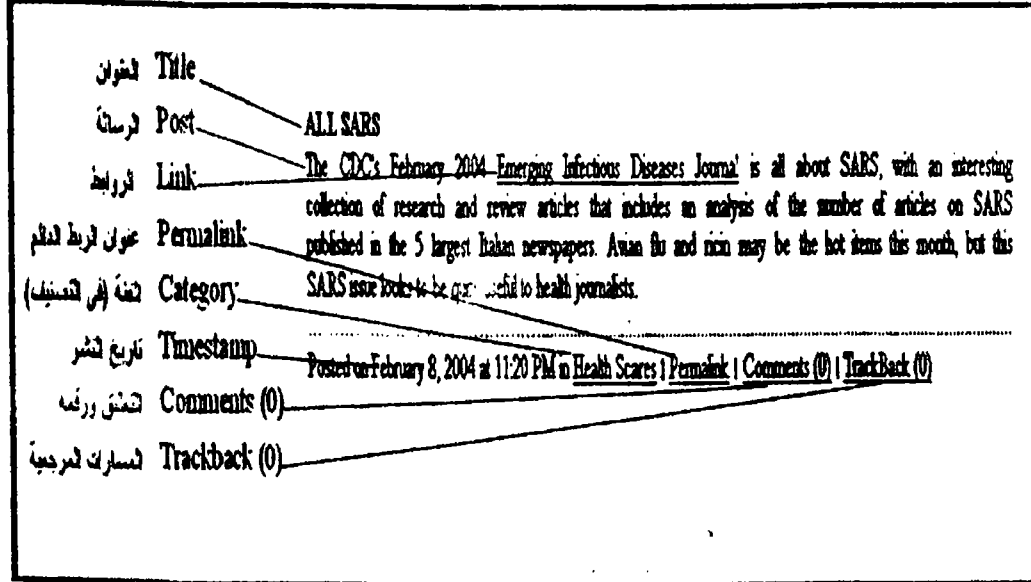 العنوان Title
الرسالة Post
الروابط Link
عنوان الربط الدائم Permalink
الفئة (في التصنيف) Category
تاريخ النشر Timestamp
التعليق ورقمه Comments (0)
المسارات المرجعية Trackback (0)
ALL SARS
The CDC's February 2004 Emerging Infectious Diseases Journal is all about SARS, with an interesting
collection of research and review articles that includes an analysis of the number of articles on SARS
published in the 5 largest Italian newspapers. Avian flu and ricin may be the hot items this month, but this
SARS issue looks to be useful to health journalists.
Posted on February 8, 2004 at 11:20 PM in Health Scares | Permalink | Comments (0) | TrackBack (0)